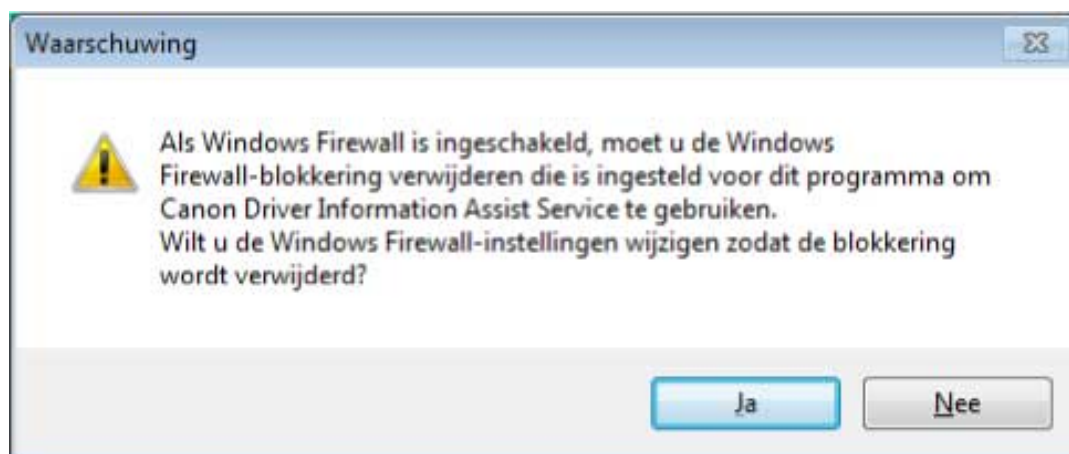 Waarschuwing
Als Windows Firewall is ingeschakeld, moet u de Windows
Firewall-blokkering verwijderen die is ingesteld voor dit programma om
Canon Driver Information Assist Service te gebruiken.
Wilt u de Windows Firewall-instellingen wijzigen zodat de blokkering
wordt verwijderd?
Ja
Nee